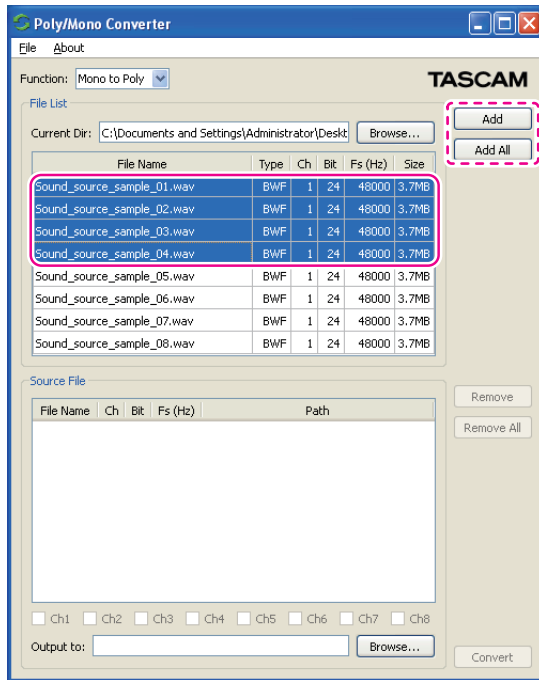 Poly/Mono Converter
File About
Function: Mono to Poly TASCAM
File List
Current Dir: C:\Documents and Settings\Administrator\Deskt Browse... Add
Add All
File Name Type Ch Bit Fs (Hz) Size
Sound_source_sample_01.wav BWF 1 24 48000 3.7MB
Sound_source_sample_02.wav BWF 1 24 48000 3.7MB
Sound_source_sample_03.wav BWF 1 24 48000 3.7MB
Sound_source_sample_04.wav BWF 1 24 48000 3.7MB
Sound_source_sample_05.wav BWF 1 24 48000 3.7MB
Sound_source_sample_06.wav BWF 1 24 48000 3.7MB
Sound_source_sample_07.wav BWF 1 24 48000 3.7MB
Sound_source_sample_08.wav BWF 1 24 48000 3.7MB
Source File
Remove
File Name Ch Bit Fs (Hz) Path
Remove All
Ch1 Ch2 Ch3 Ch4 Ch5 Ch6 Ch7 Ch8
Output to: Browse...
Convert